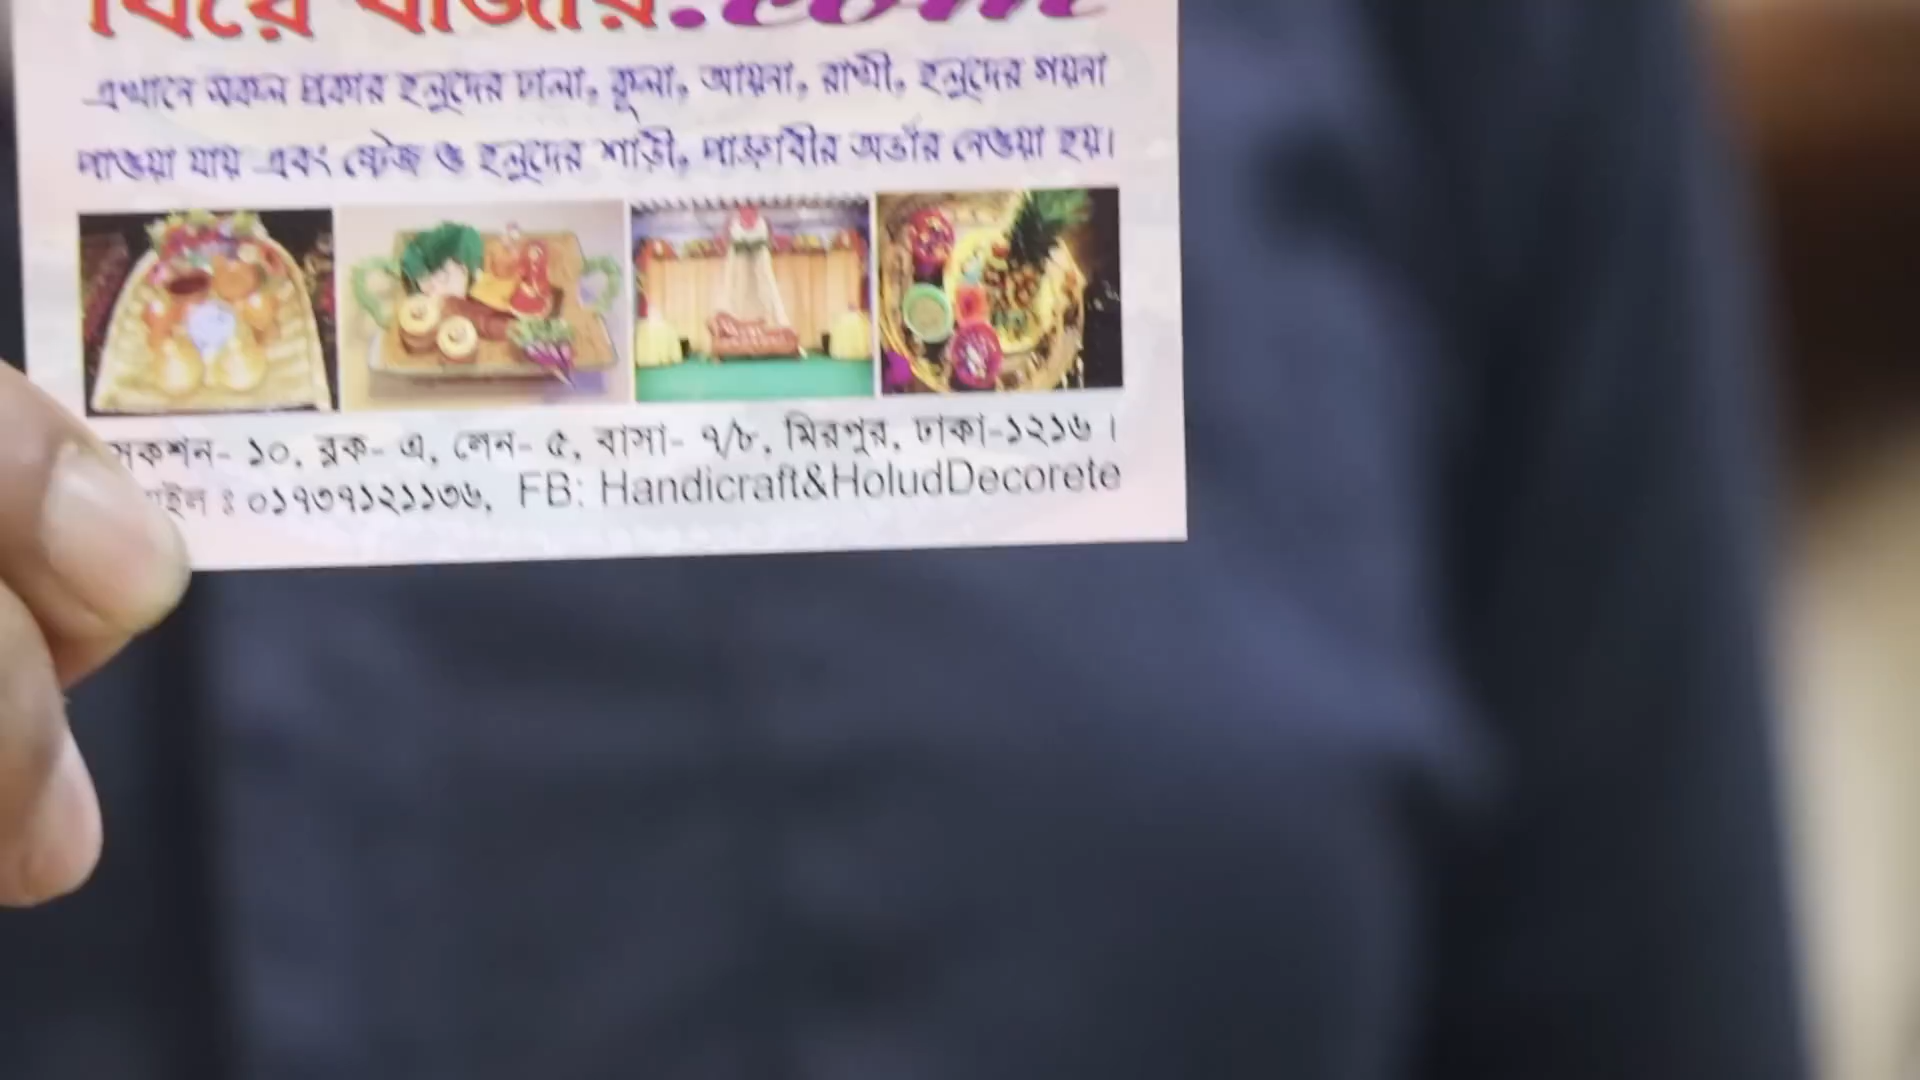 বিয়ে বাজার.com
এখানে সকল প্রকার হলুদের ডালা, কুলা, আয়না, রাখী, হলুদের গয়না
পাওয়া যায় এবং ষ্টেজ ও হলুদের শাড়ী, পাঞ্জাবীর অর্ডার নেওয়া হয়।
সেকশন- ১০, ব্লক- এ, লেন- ৫, বাসা- ৭/৮, মিরপুর, ঢাকা-১২১৬।
০১৭৩৭১২১১৩৬, FB: Handicraft&HoludDecorete